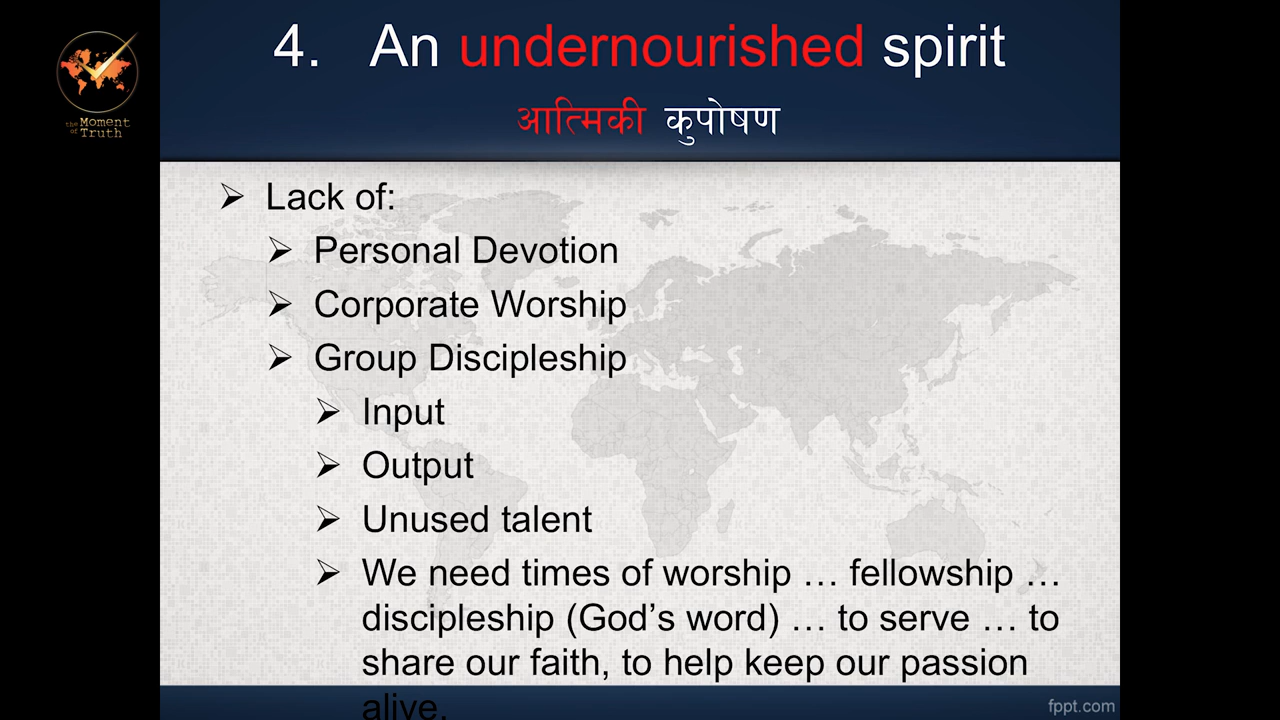 4. An undernourished spirit
आत्मिकी कुपोषण
the Moment
of Truth
➢ Lack of:
➢ Personal Devotion
➢ Corporate Worship
➢ Group Discipleship
➢ Input
➢ Output
➢ Unused talent
➢ We need times of worship … fellowship …
discipleship (God’s word) … to serve … to
share our faith, to help keep our passion
alive.
fppt.com